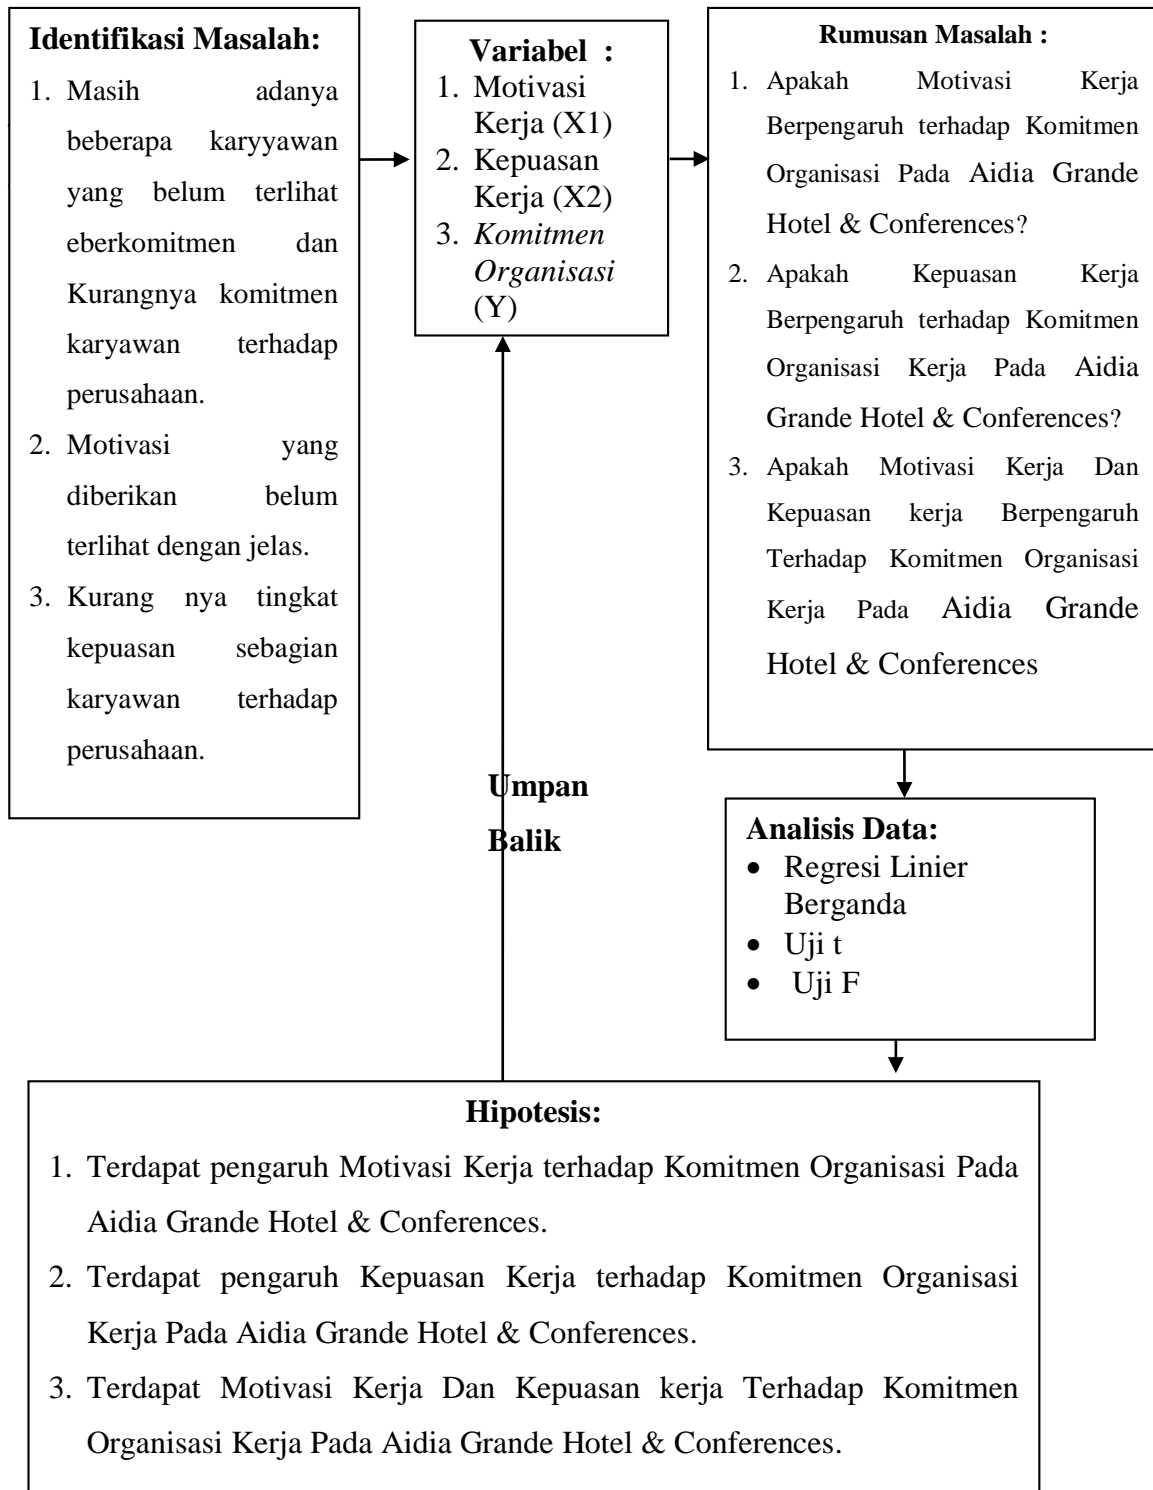 Identifikasi Masalah:
1. Masih adanya
beberapa karyyawan
yang belum terlihat
eberkomitmen dan
Kurangnya komitmen
karyawan terhadap
perusahaan.
2. Motivasi yang
diberikan belum
terlihat dengan jelas.
3. Kurang nya tingkat
kepuasan sebagian
karyawan terhadap
perusahaan.
Variabel :
1. Motivasi
Kerja (X1)
2. Kepuasan
Kerja (X2)
3. Komitmen
Organisasi
(Y)
Rumusan Masalah :
1. Apakah Motivasi Kerja
Berpengaruh terhadap Komitmen
Organisasi Pada Aidia Grande
Hotel & Conferences?
2. Apakah Kepuasan Kerja
Berpengaruh terhadap Komitmen
Organisasi Kerja Pada Aidia
Grande Hotel & Conferences?
3. Apakah Motivasi Kerja Dan
Kepuasan kerja Berpengaruh
Terhadap Komitmen Organisasi
Kerja Pada Aidia Grande
Hotel & Conferences
Umpan
Balik
Analisis Data:
• Regresi Linier
Berganda
• Uji t
• Uji F
Hipotesis:
1. Terdapat pengaruh Motivasi Kerja terhadap Komitmen Organisasi Pada
Aidia Grande Hotel & Conferences.
2. Terdapat pengaruh Kepuasan Kerja terhadap Komitmen Organisasi
Kerja Pada Aidia Grande Hotel & Conferences.
3. Terdapat Motivasi Kerja Dan Kepuasan kerja Terhadap Komitmen
Organisasi Kerja Pada Aidia Grande Hotel & Conferences.